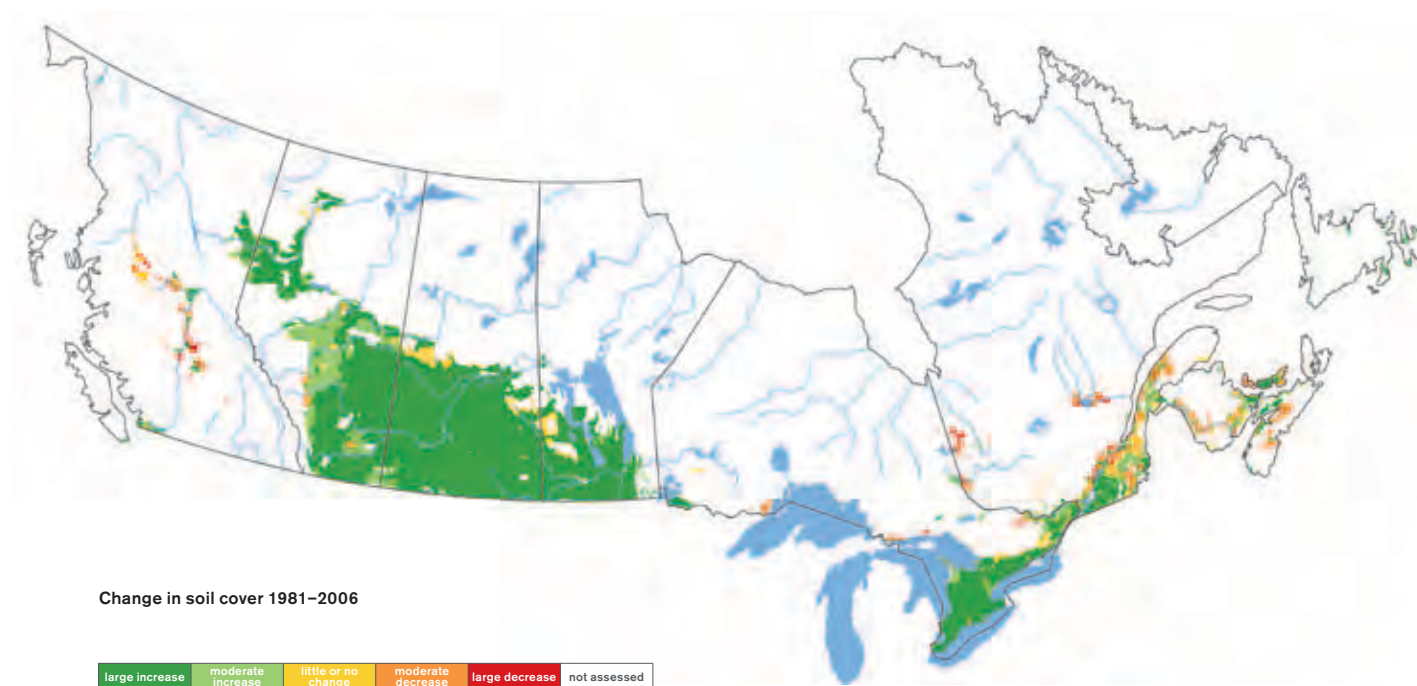 Change in soil cover 1981–2006
large increase
moderate
increase
little or no
change
moderate
decrease
large decrease
not assessed